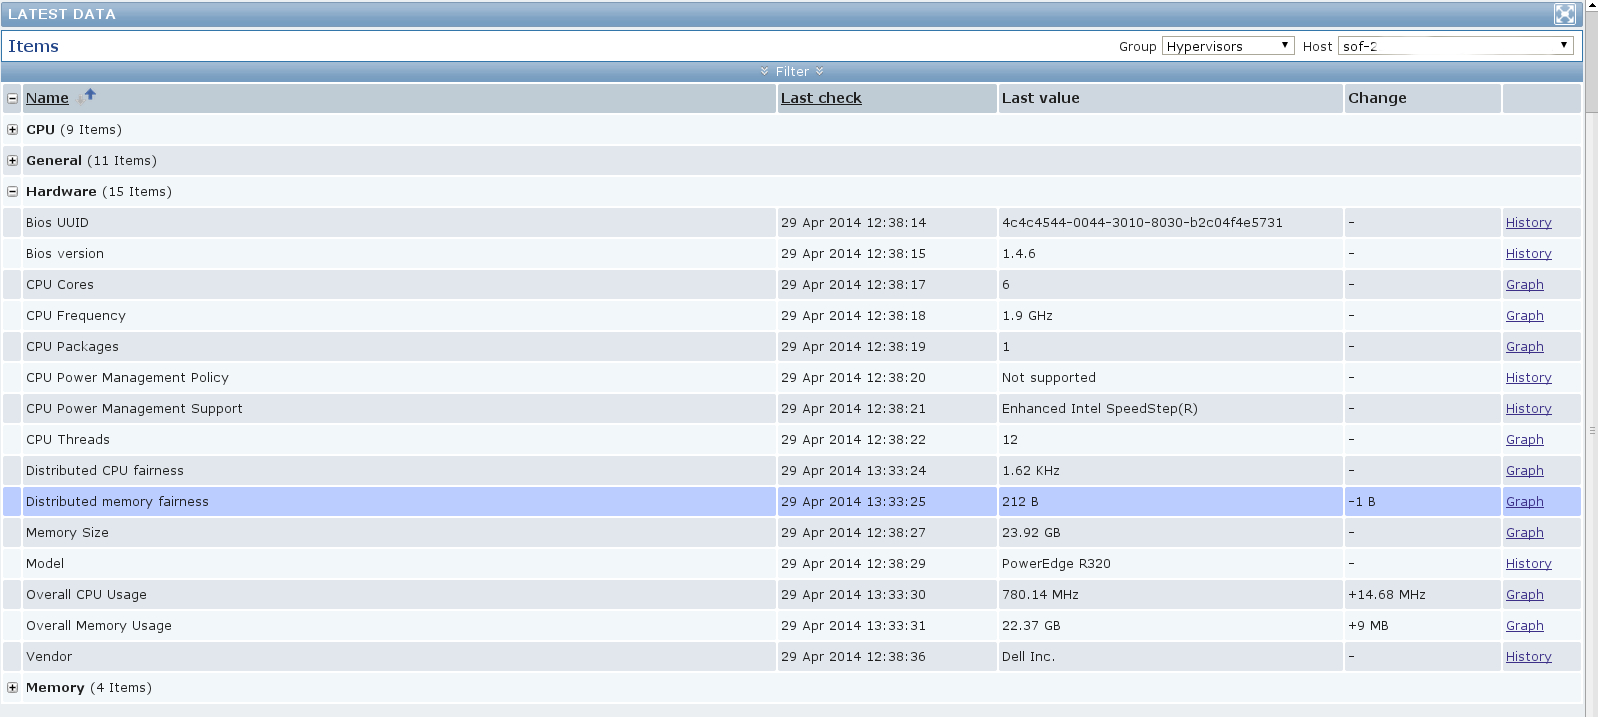 LATEST DATA
Items Group Hypervisors Host sof-2
Filter
Name Last check Last value Change
CPU (9 Items)
General (11 Items)
Hardware (15 Items)
Bios UUID 29 Apr 2014 12:38:14 4c4c4544-0044-3010-8030-b2c04f4e5731 - History
Bios version 29 Apr 2014 12:38:15 1.4.6 - History
CPU Cores 29 Apr 2014 12:38:17 6 - Graph
CPU Frequency 29 Apr 2014 12:38:18 1.9 GHz - Graph
CPU Packages 29 Apr 2014 12:38:19 1 - Graph
CPU Power Management Policy 29 Apr 2014 12:38:20 Not supported - History
CPU Power Management Support 29 Apr 2014 12:38:21 Enhanced Intel SpeedStep(R) - History
CPU Threads 29 Apr 2014 12:38:22 12 - Graph
Distributed CPU fairness 29 Apr 2014 13:33:24 1.62 KHz - Graph
Distributed memory fairness 29 Apr 2014 13:33:25 212 B -1 B Graph
Memory Size 29 Apr 2014 12:38:27 23.92 GB - Graph
Model 29 Apr 2014 12:38:29 PowerEdge R320 - History
Overall CPU Usage 29 Apr 2014 13:33:30 780.14 MHz +14.68 MHz Graph
Overall Memory Usage 29 Apr 2014 13:33:31 22.37 GB +9 MB Graph
Vendor 29 Apr 2014 12:38:36 Dell Inc. - History
Memory (4 Items)